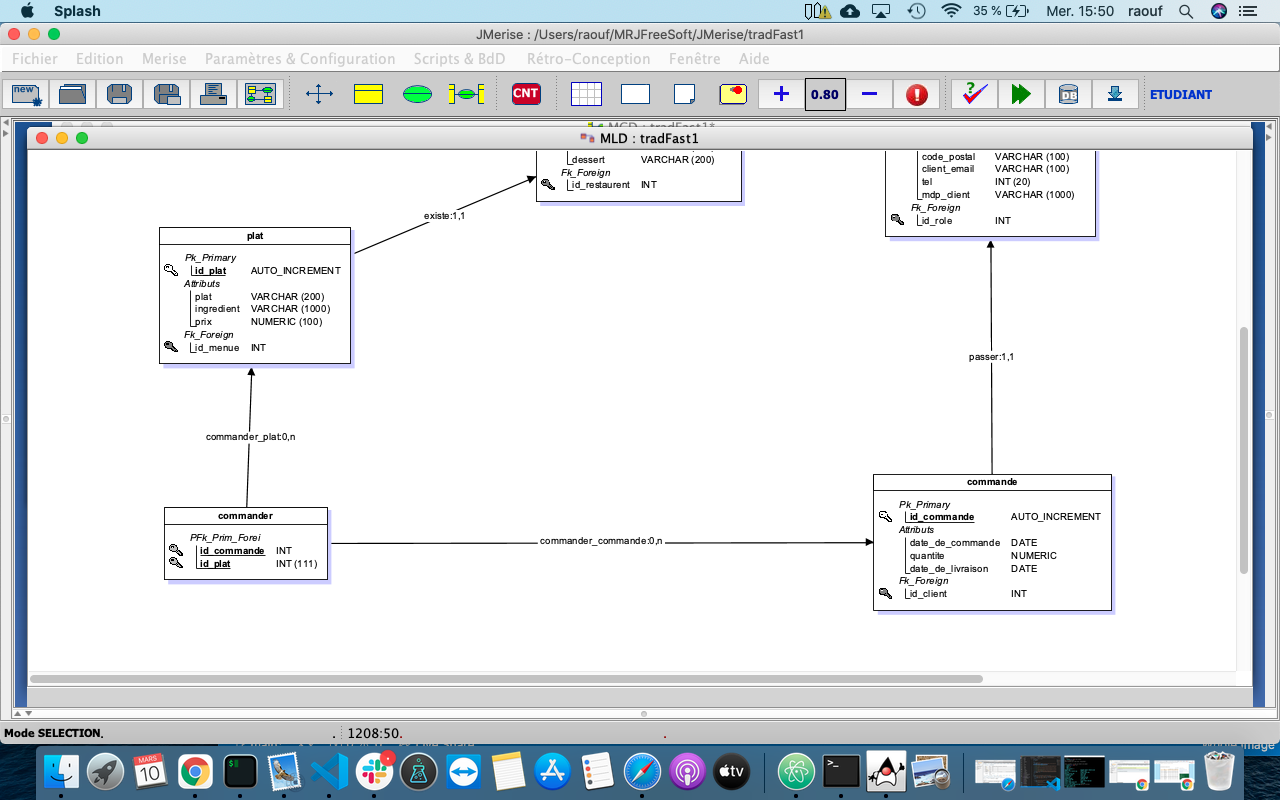 Splash
35 %
Mer. 15:50
raouf
JMerise : /Users/raouf/MRJFreeSoft/JMerise/tradFast1
Fichier
Edition
Merise
Paramètres & Configuration
Scripts & BdD
Rétro-Conception
Fenêtre
Aide
new
CNT
+
0.80
DB
ETUDIANT
MCD : tradFast1*
MLD : tradFast1
dessert VARCHAR (200)
Fk_Foreign
id_restaurent INT
code_postal VARCHAR (100)
client_email VARCHAR (100)
tel INT (20)
mdp_client VARCHAR (1000)
Fk_Foreign
id_role INT
existe:1,1
plat
Pk_Primary
id_plat AUTO_INCREMENT
Attributs
plat VARCHAR (200)
ingredient VARCHAR (1000)
prix NUMERIC (100)
Fk_Foreign
id_menue INT
passer:1,1
commander_plat:0,n
commander
PFk_Prim_Forei
id_commande INT
id_plat INT (111)
commander_commande:0,n
commande
Pk_Primary
id_commande AUTO_INCREMENT
Attributs
date_de_commande DATE
quantite NUMERIC
date_de_livraison DATE
Fk_Foreign
id_client INT
Mode SELECTION.
1208:50.
MARS
10
tv